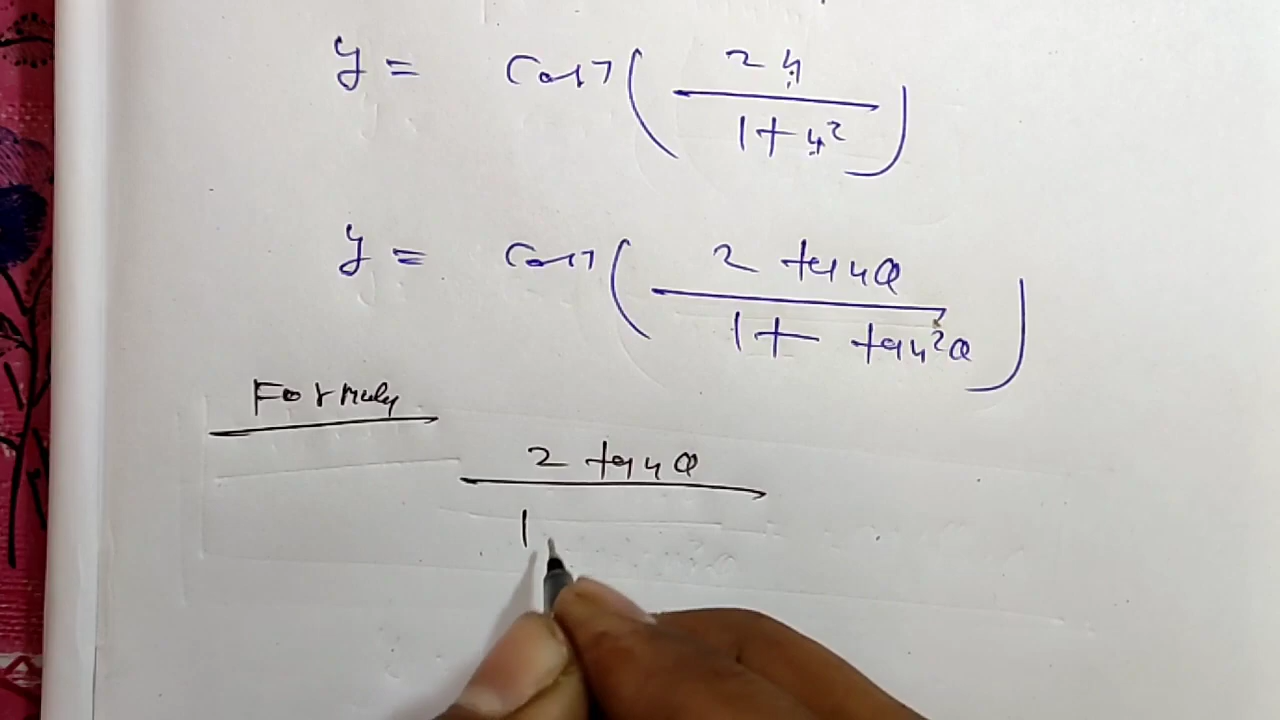 y = cos⁻¹ ( 2x / 1 + x² )
y = cos⁻¹ ( 2 tanθ / 1 + tan²θ )
Formula
2 tanθ
1